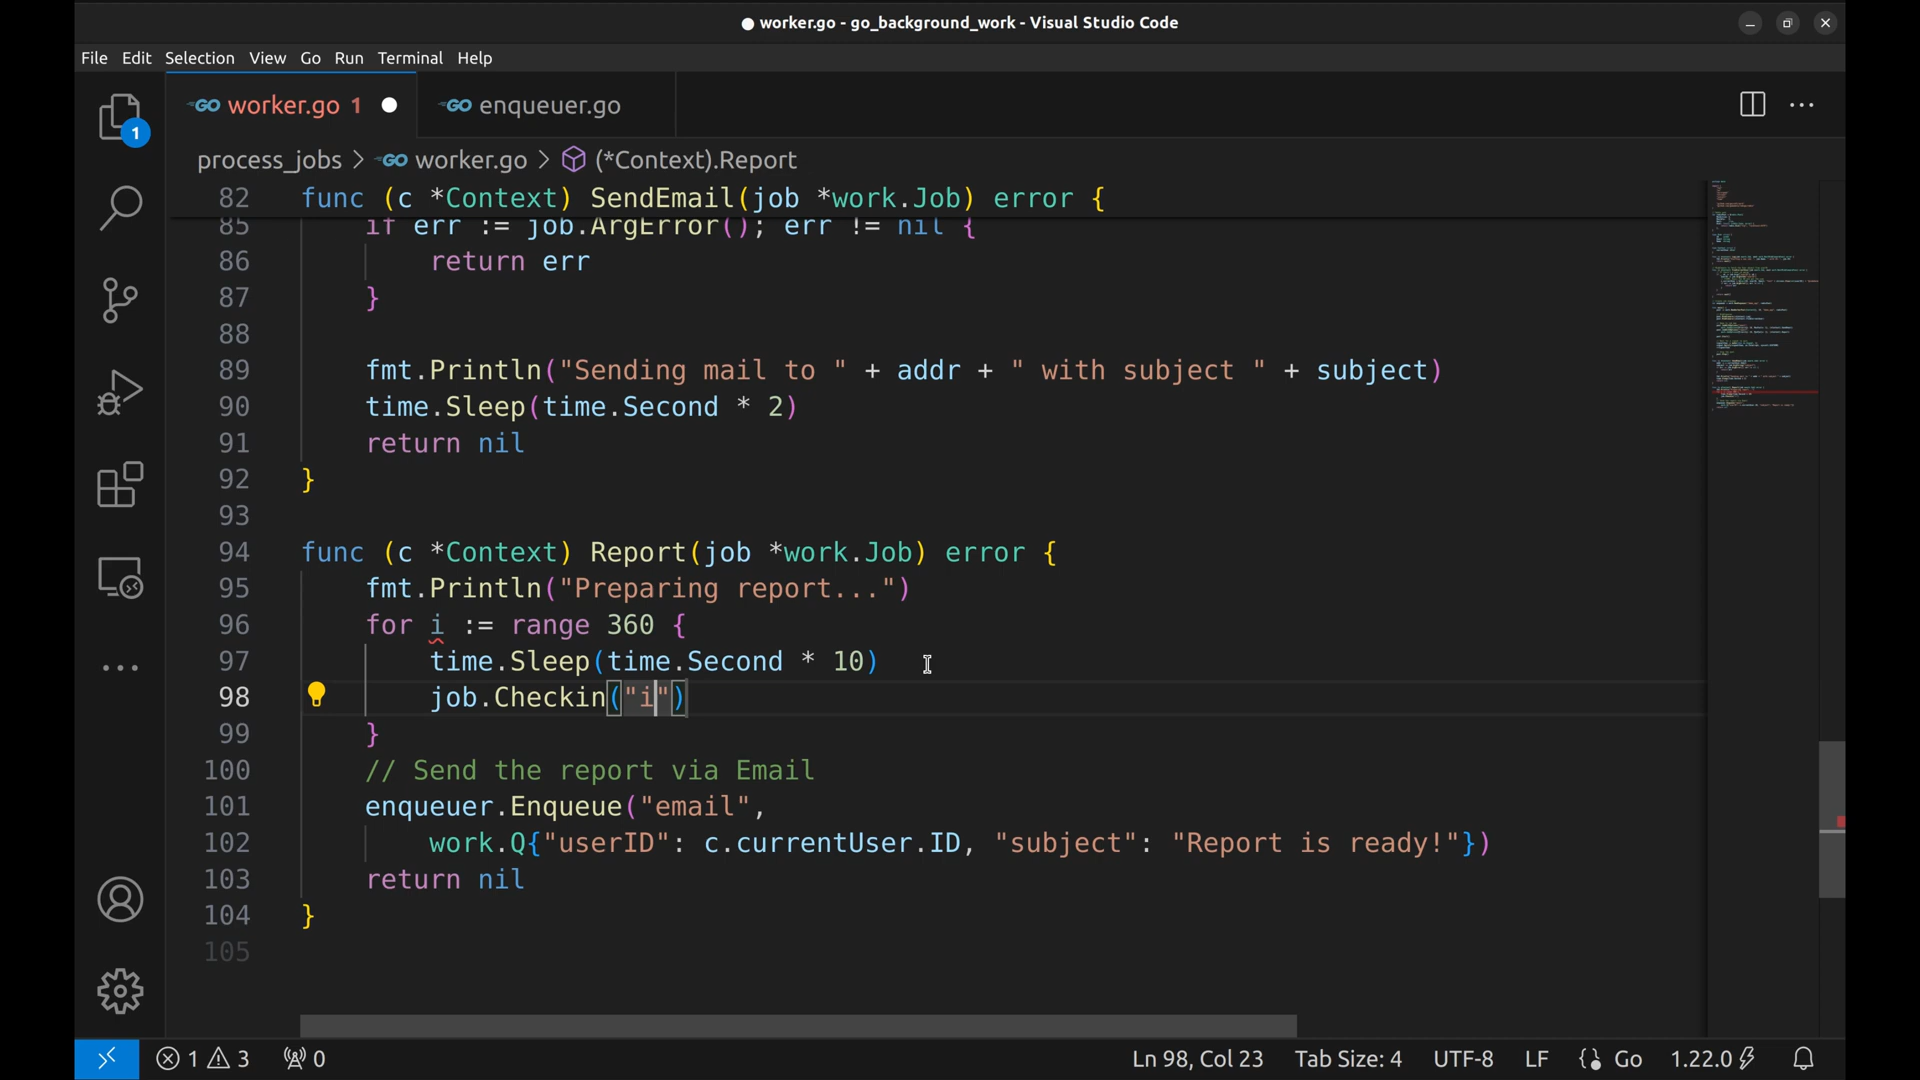 worker.go - go_background_work - Visual Studio Code
File Edit Selection View Go Run Terminal Help
GO worker.go 1 GO enqueuer.go
1
process_jobs > GO worker.go > (*Context).Report
82 func (c *Context) SendEmail(job *work.Job) error {
85 if err := job.ArgError(); err != nil {
86 return err
87 }
88
89 fmt.Println("Sending mail to " + addr + " with subject " + subject)
90 time.Sleep(time.Second * 2)
91 return nil
92 }
93
94 func (c *Context) Report(job *work.Job) error {
95 fmt.Println("Preparing report...")
96 for i := range 360 {
97 time.Sleep(time.Second * 10)
98 job.Checkin("i")
99 }
100 // Send the report via Email
101 enqueuer.Enqueue("email",
102 work.Q{"userID": c.currentUser.ID, "subject": "Report is ready!"})
103 return nil
104 }
105
1 3 0 Ln 98, Col 23 Tab Size: 4 UTF-8 LF Go 1.22.0